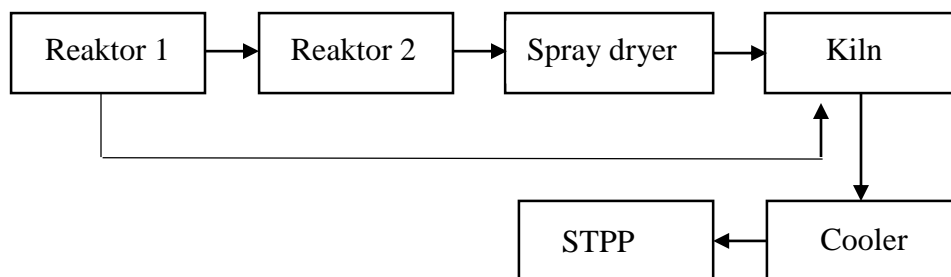 Reaktor 1
Reaktor 2
Spray dryer
Kiln
STPP
Cooler